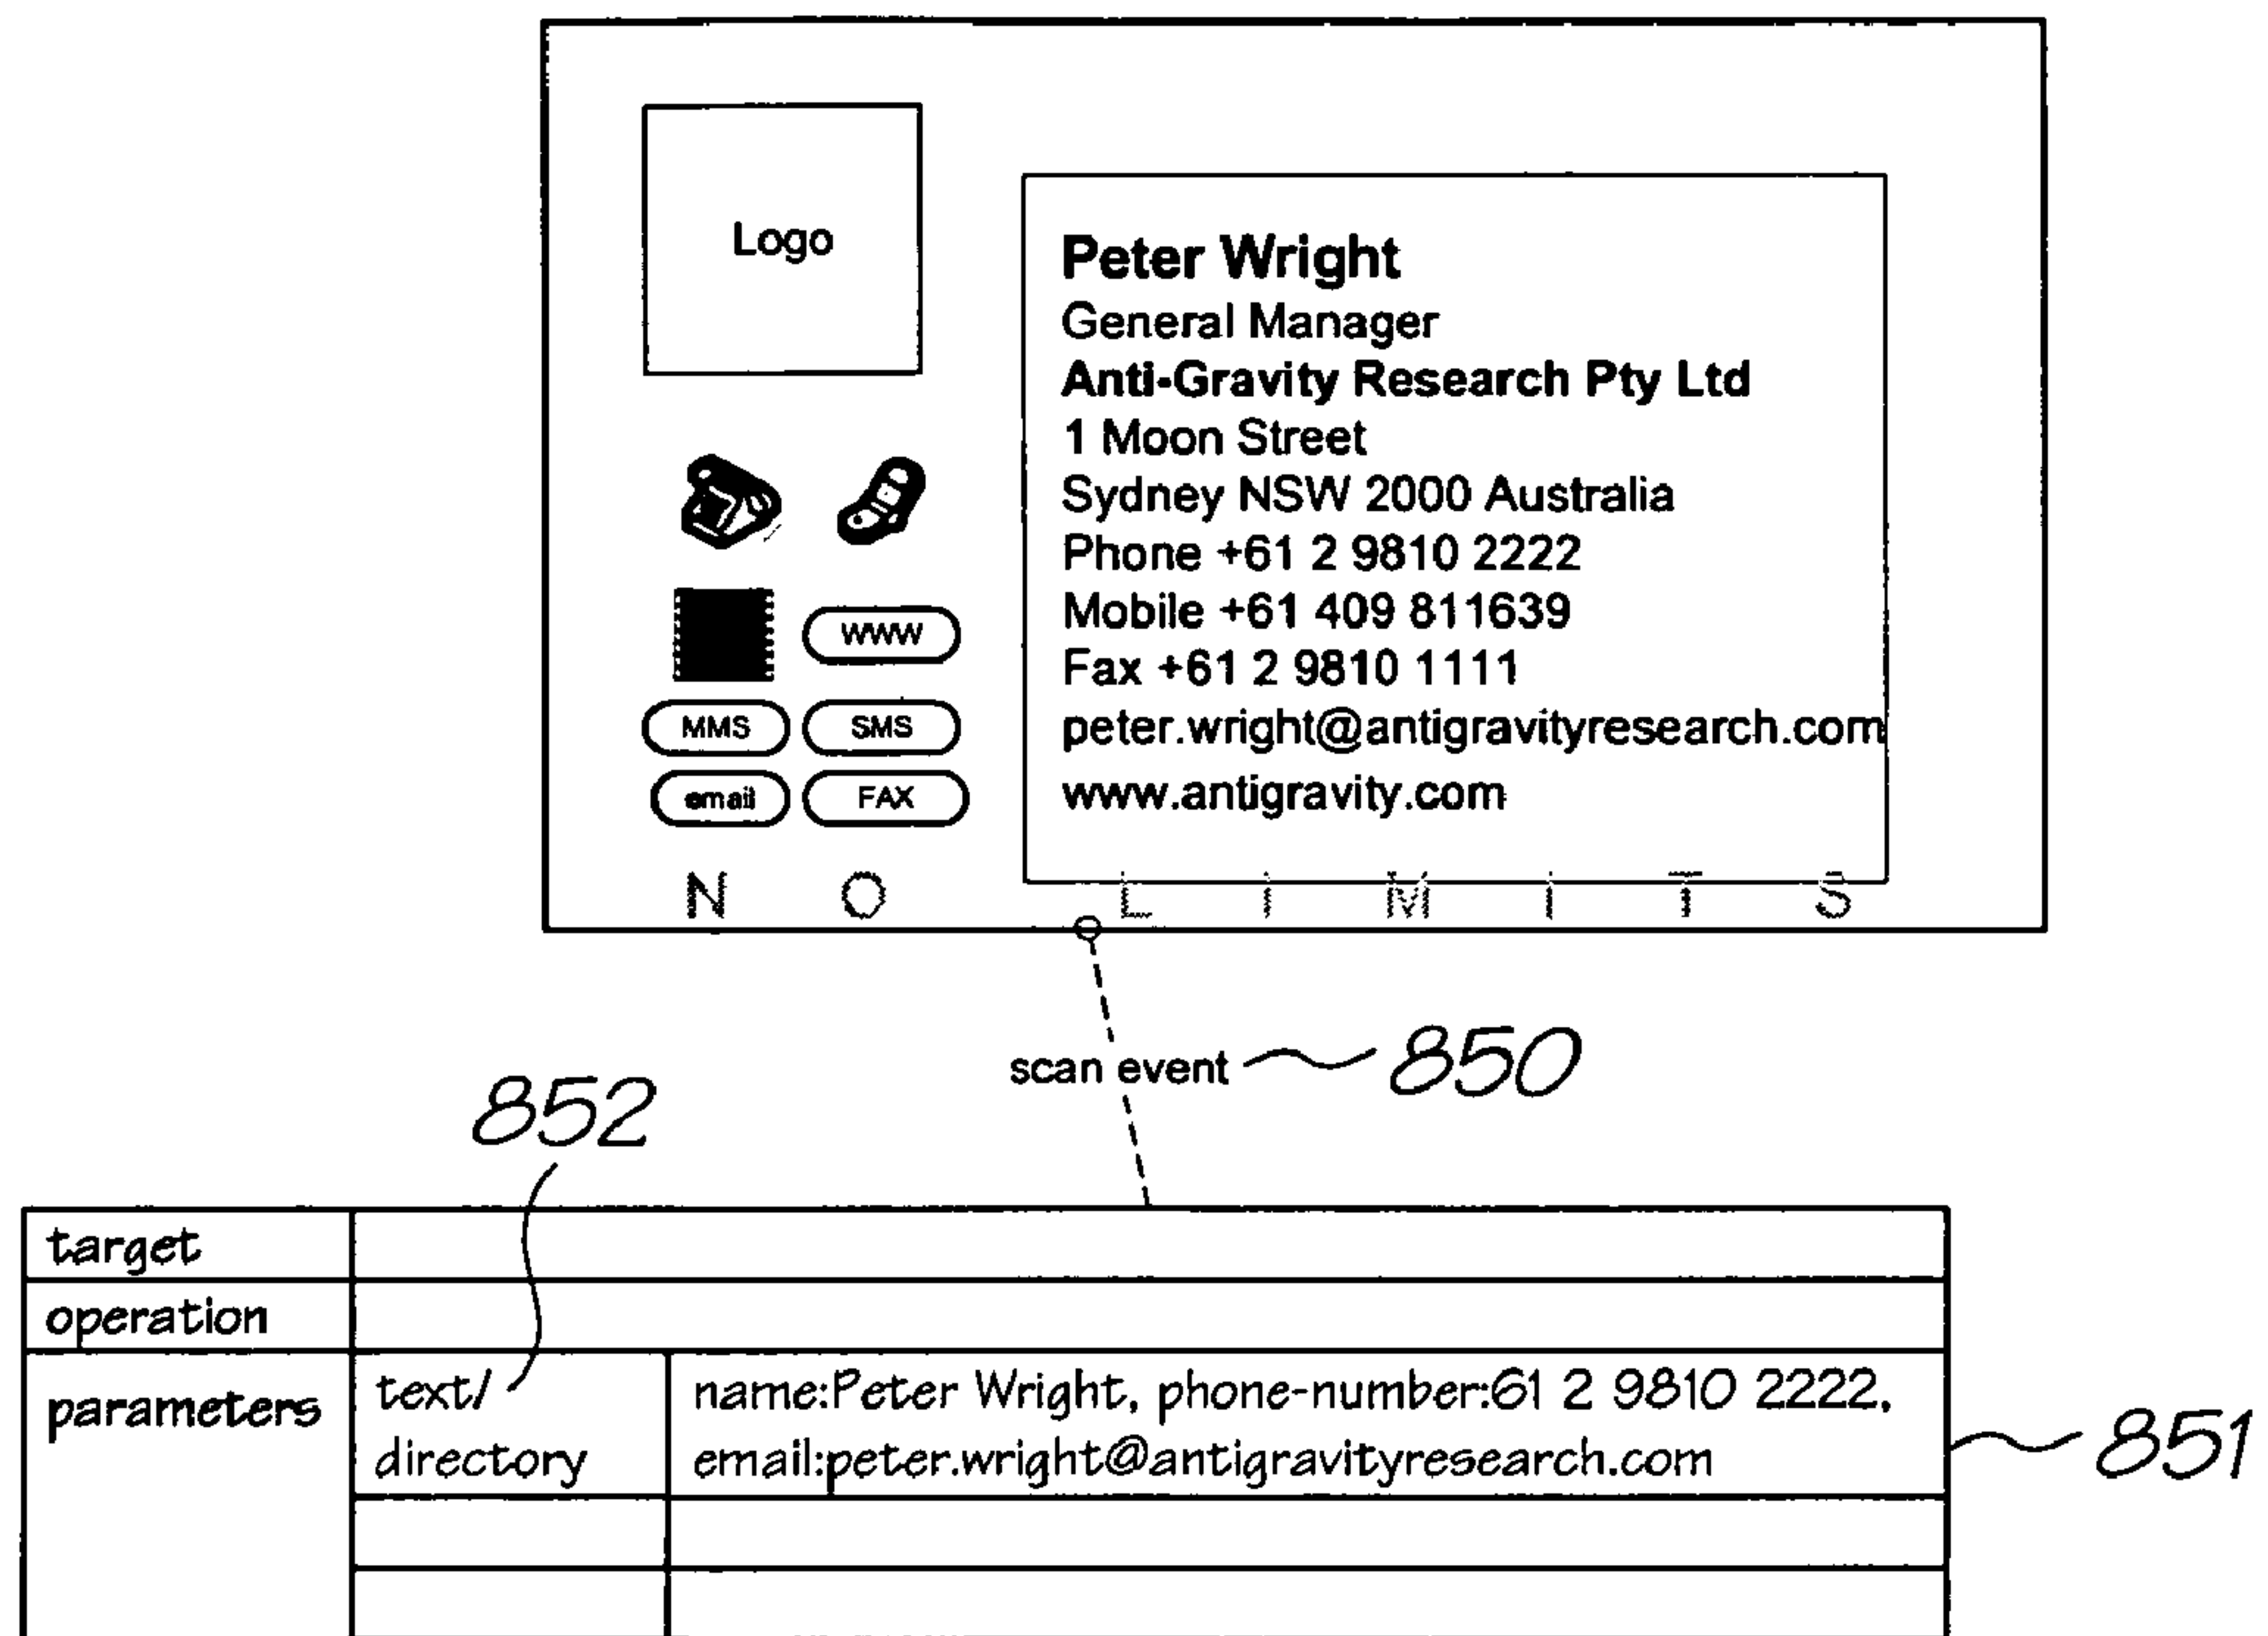 Logo
Peter Wright
General Manager
Anti-Gravity Research Pty Ltd
1 Moon Street
Sydney NSW 2000 Australia
Phone +61 2 9810 2222
Mobile +61 409 811639
Fax +61 2 9810 1111
peter.wright@antigravityresearch.com
www.antigravity.com
WWW
MMS SMS
email FAX
N O L I M I T S
scan event 850
852
target
operation
parameters
text/
directory
name:Peter Wright, phone-number:61 2 9810 2222,
email:peter.wright@antigravityresearch.com
851